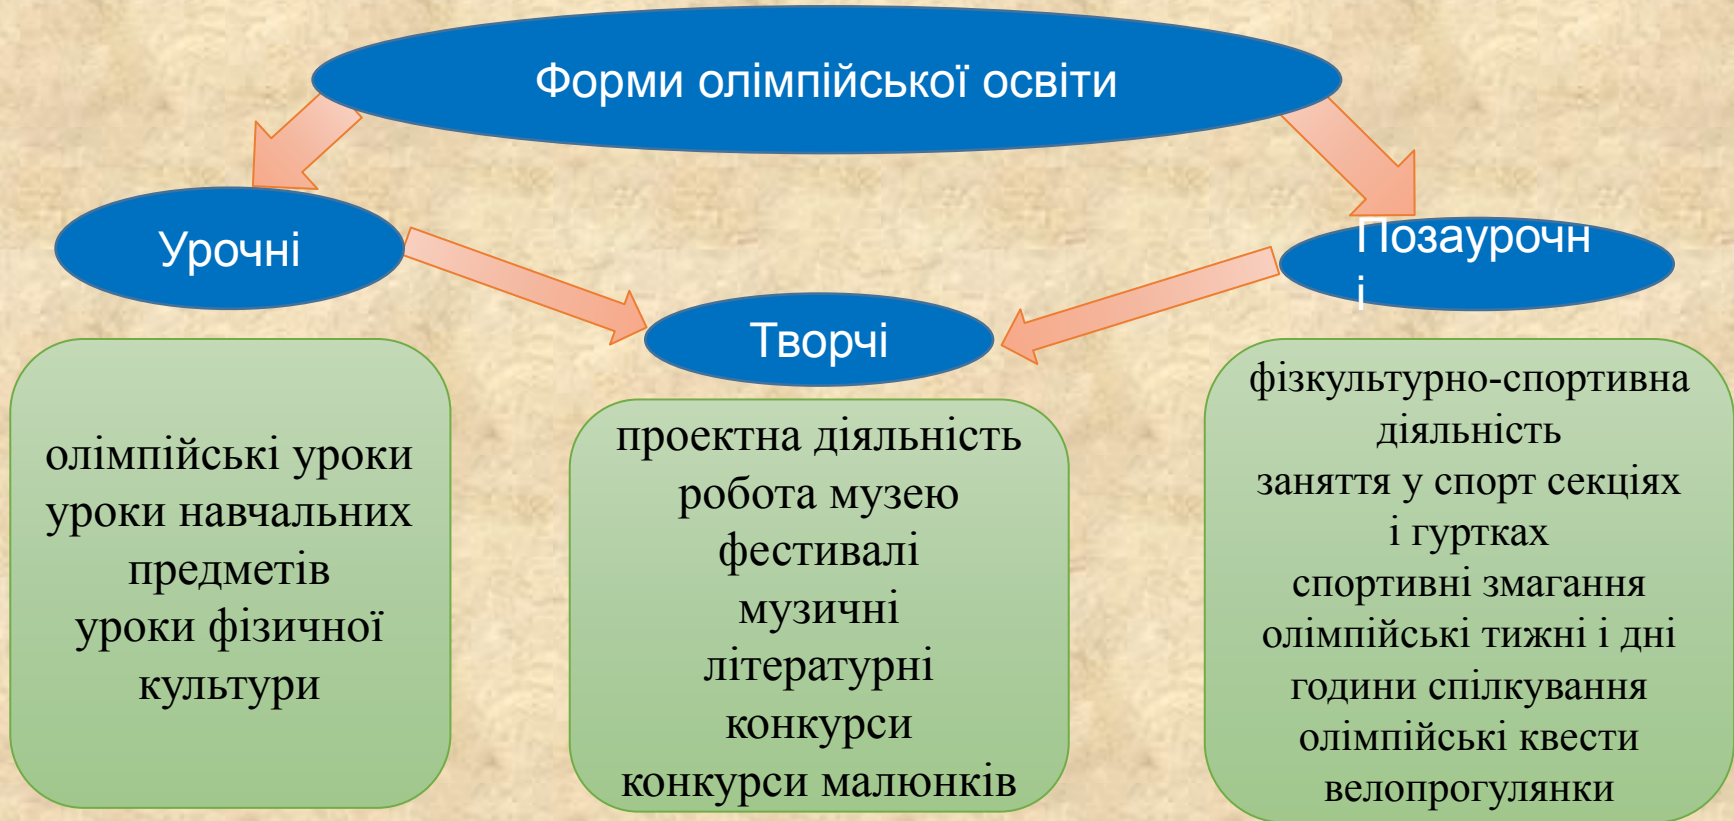 Форми олімпійської освіти
Урочні
Позаурочн
і
Творчі
олімпійські уроки
уроки навчальних
предметів
уроки фізичної
культури
проектна діяльність
робота музею
фестивалі
музичні
літературні
конкурси
конкурси малюнків
фізкультурно-спортивна
діяльність
заняття у спорт секціях
і гуртках
спортивні змагання
олімпійські тижні і дні
години спілкування
олімпійські квести
велопрогулянки